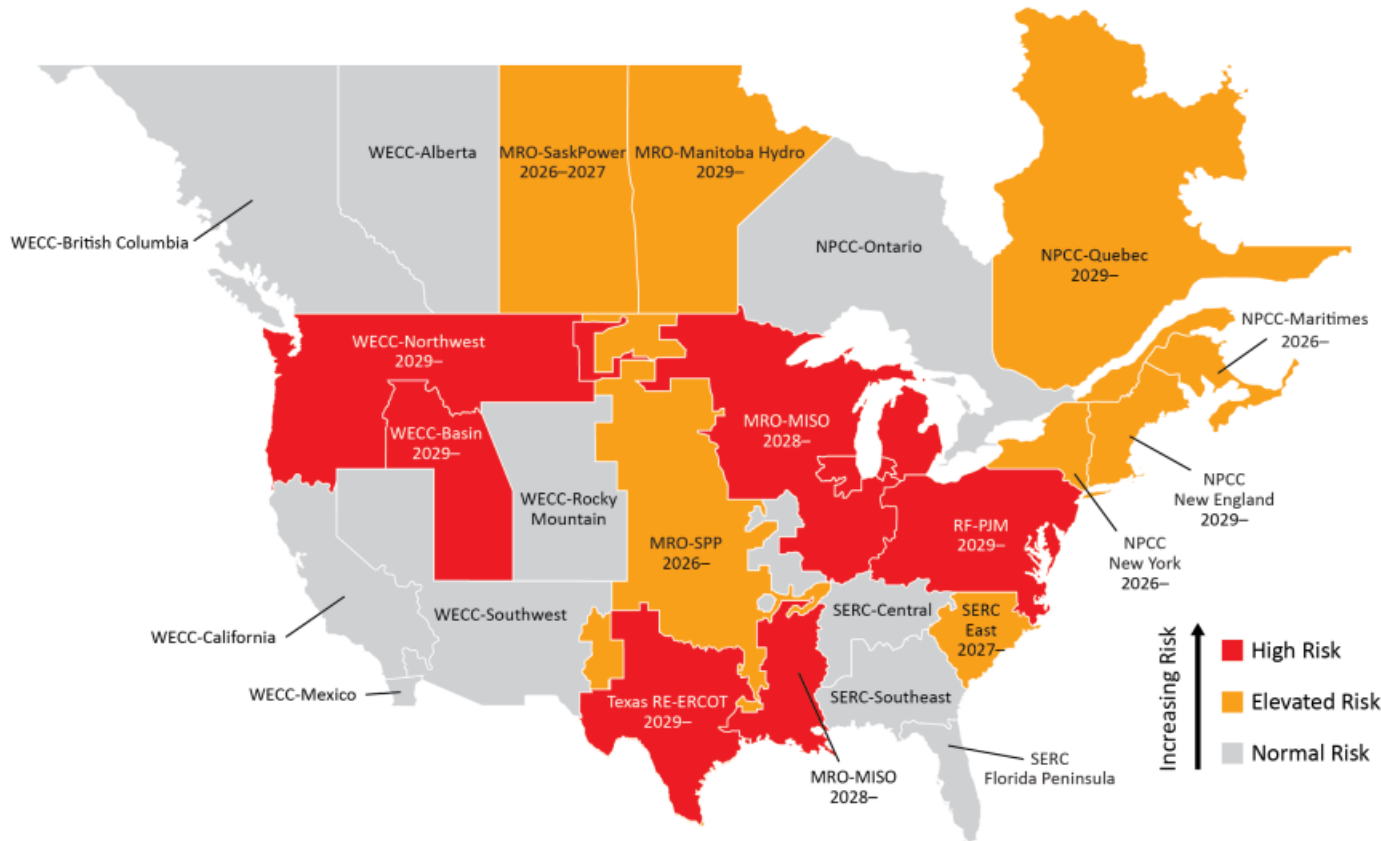 WECC-Alberta
MRO-SaskPower
2026–2027
MRO-Manitoba Hydro
2029–
WECC-British Columbia
NPCC-Ontario
NPCC-Quebec
2029–
NPCC-Maritimes
2026–
WECC-Northwest
2029–
WECC-Basin
2029–
MRO-MISO
2028–
NPCC
New England
2029–
WECC-Rocky
Mountain
MRO-SPP
2026–
RF-PJM
2029–
NPCC
New York
2026–
WECC-Southwest
SERC-Central
SERC
East
2027–
WECC-California
WECC-Mexico
Texas RE-ERCOT
2029–
SERC-Southeast
MRO-MISO
2028–
SERC
Florida Peninsula
Increasing Risk
High Risk
Elevated Risk
Normal Risk